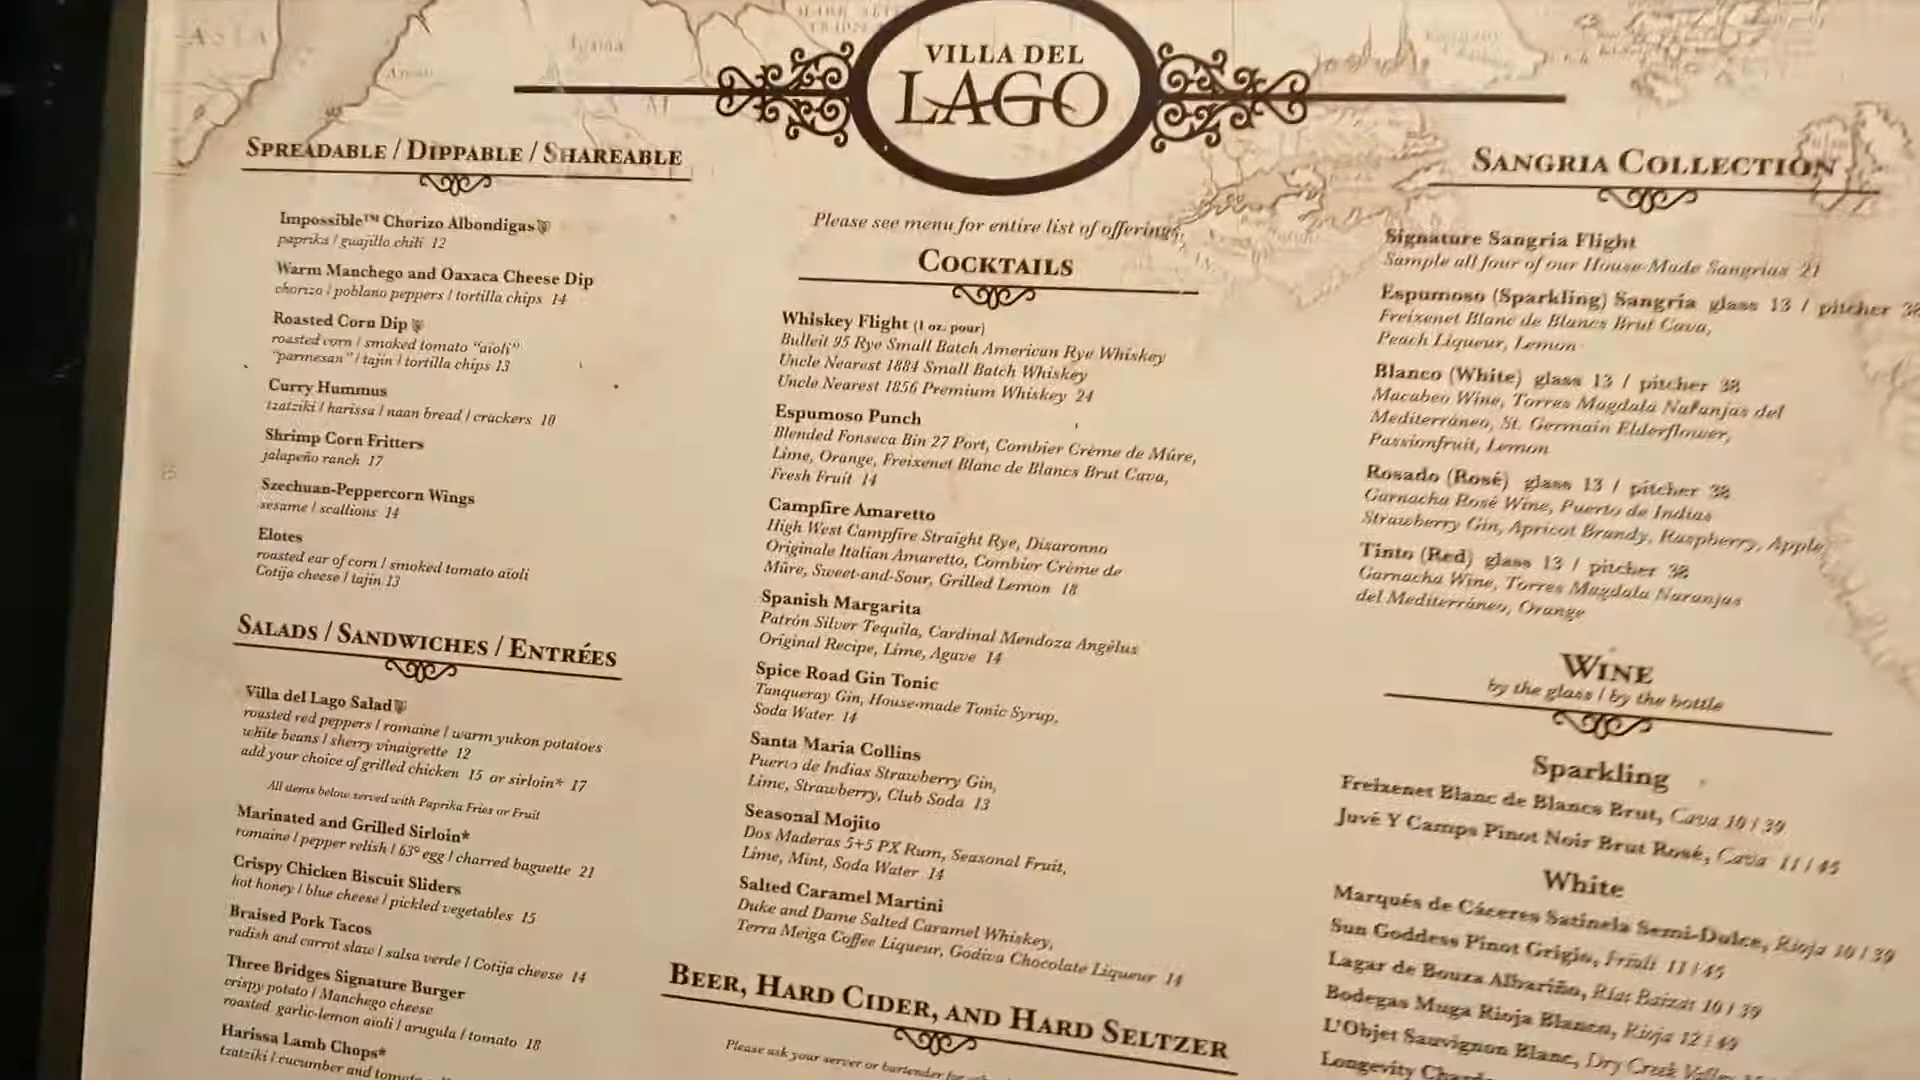 VILLA DEL
LAGO
SPREADABLE / DIPPABLE / SHAREABLE
Impossible™ Chorizo Albondigas
paprika / guajillo chili 12
Warm Manchego and Oaxaca Cheese Dip
chorizo / poblano peppers / tortilla chips 14
Roasted Corn Dip
roasted corn / smoked tomato "aïoli"
"parmesan" / tajín / tortilla chips 13
Curry Hummus
tzatziki / harissa / naan bread / crackers 10
Shrimp Corn Fritters
jalapeño ranch 17
Szechuan-Peppercorn Wings
sesame / scallions 14
Elotes
roasted ear of corn / smoked tomato aïoli
Cotija cheese / tajín 13
SALADS / SANDWICHES / ENTRÉES
Villa del Lago Salad
roasted red peppers / romaine / warm yukon potatoes
white beans / sherry vinaigrette 12
add your choice of grilled chicken 15 or sirloin* 17
All items below served with Paprika Fries or Fruit
Marinated and Grilled Sirloin*
romaine / pepper relish / 63° egg / charred baguette 21
Crispy Chicken Biscuit Sliders
hot honey / blue cheese / pickled vegetables 15
Braised Pork Tacos
radish and carrot slaw / salsa verde / Cotija cheese 14
Three Bridges Signature Burger
crispy potato / Manchego cheese
roasted garlic-lemon aïoli / arugula / tomato 18
Harissa Lamb Chops*
tzatziki / cucumber and
Please see menu for entire list of offerings.
COCKTAILS
Whiskey Flight (1 oz. pour)
Bulleit 95 Rye Small Batch American Rye Whiskey
Uncle Nearest 1884 Small Batch Whiskey
Uncle Nearest 1856 Premium Whiskey 24
Espumoso Punch
Blended Fonseca Bin 27 Port, Combier Crème de Mûre,
Lime, Orange, Freixenet Blanc de Blancs Brut Cava,
Fresh Fruit 14
Campfire Amaretto
High West Campfire Straight Rye, Disaronno
Originale Italian Amaretto, Combier Crème de
Mûre, Sweet-and-Sour, Grilled Lemon 18
Spanish Margarita
Patrón Silver Tequila, Cardinal Mendoza Angêlus
Original Recipe, Lime, Agave 14
Spice Road Gin Tonic
Tanqueray Gin, House-made Tonic Syrup,
Soda Water 14
Santa Maria Collins
Puerto de Indias Strawberry Gin,
Lime, Strawberry, Club Soda 13
Seasonal Mojito
Dos Maderas 5+5 PX Rum, Seasonal Fruit,
Lime, Mint, Soda Water 14
Salted Caramel Martini
Duke and Dame Salted Caramel Whiskey,
Terra Meiga Coffee Liqueur, Godiva Chocolate Liqueur 14
BEER, HARD CIDER, AND HARD SELTZER
Please ask your server or bartender for
SANGRIA COLLECTION
Signature Sangria Flight
Sample all four of our House-Made Sangrias 21
Espumoso (Sparkling) Sangria glass 13 / pitcher 38
Freixenet Blanc de Blancs Brut Cava,
Peach Liqueur, Lemon
Blanco (White) glass 13 / pitcher 38
Macabeo Wine, Torres Magdala Naranjas del
Mediterráneo, St. Germain Elderflower,
Passionfruit, Lemon
Rosado (Rosé) glass 13 / pitcher 38
Garnacha Rosé Wine, Puerto de Indias
Strawberry Gin, Apricot Brandy, Raspberry, Apple
Tinto (Red) glass 13 / pitcher 38
Garnacha Wine, Torres Magdala Naranjas
del Mediterráneo, Orange
WINE
by the glass / by the bottle
Sparkling
Freixenet Blanc de Blancs Brut, Cava 10 / 39
Juvé Y Camps Pinot Noir Brut Rosé, Cava 11 / 45
White
Marqués de Cáceres Satinela Semi-Dulce, Rioja 10 / 39
Sun Goddess Pinot Grigio, Friuli 11 / 45
Lagar de Bouza Albariño, Rías Baixas 10 / 39
Bodegas Muga Rioja Blanco, Rioja 12 / 49
L'Objet Sauvignon Blanc, Dry Creek Valley
Longevity